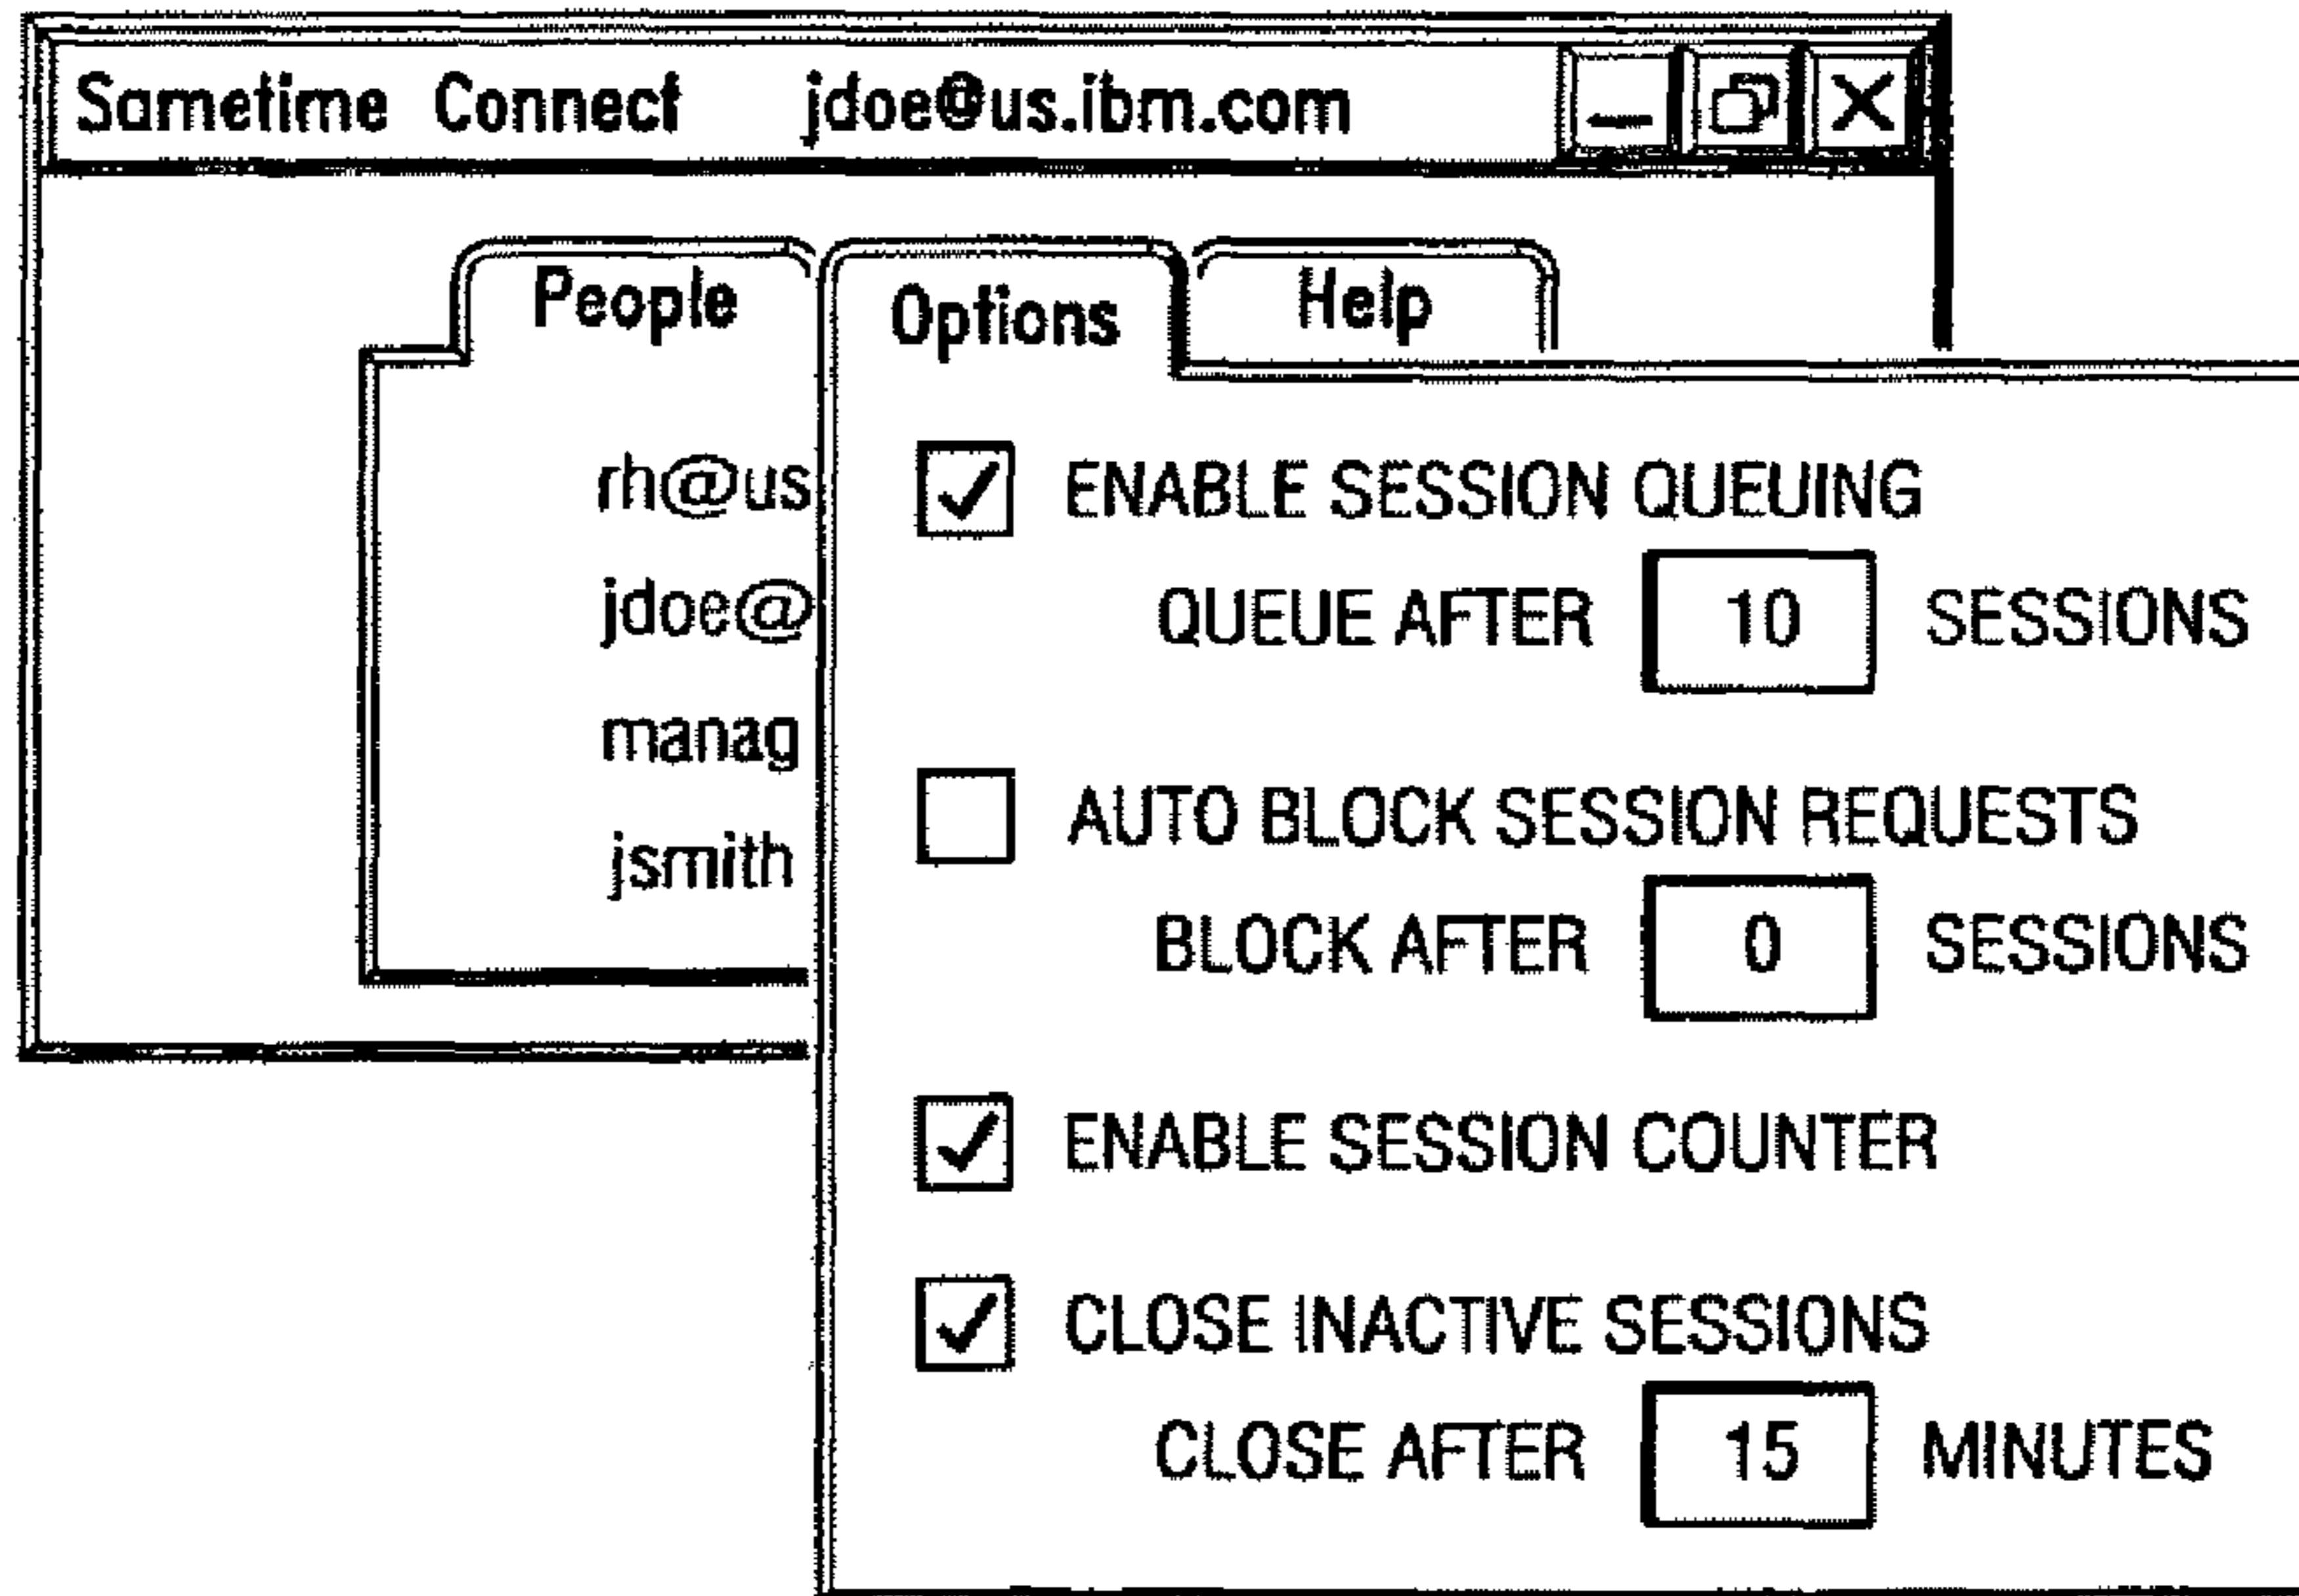 Sametime Connect jdoe@us.ibm.com
People Options Help
rh@us
jdoe@
manag
jsmith
ENABLE SESSION QUEUING
QUEUE AFTER 10 SESSIONS
AUTO BLOCK SESSION REQUESTS
BLOCK AFTER 0 SESSIONS
ENABLE SESSION COUNTER
CLOSE INACTIVE SESSIONS
CLOSE AFTER 15 MINUTES